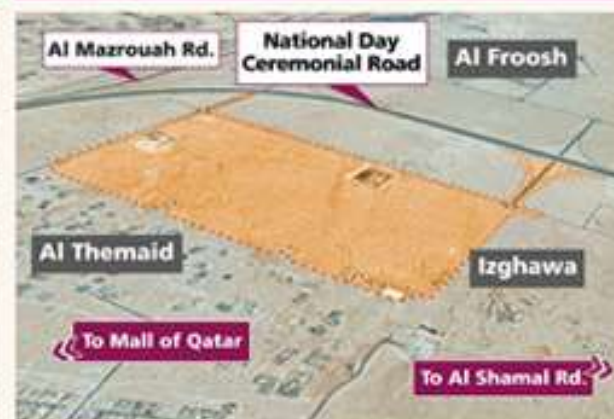 Al Mazrouah Rd.
National Day
Ceremonial Road
Al Froosh
Al Themaid
Izghawa
To Mall of Qatar
To Al Shamal Rd.